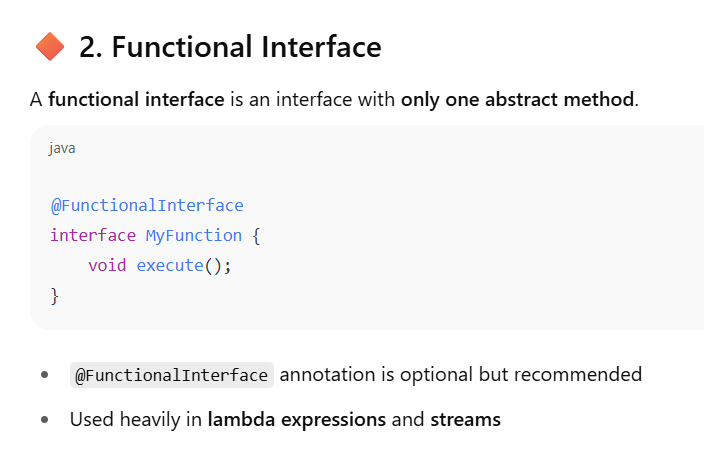 2. Functional Interface
A functional interface is an interface with only one abstract method.
java
@FunctionalInterface
interface MyFunction {
    void execute();
}
@FunctionalInterface annotation is optional but recommended
Used heavily in lambda expressions and streams